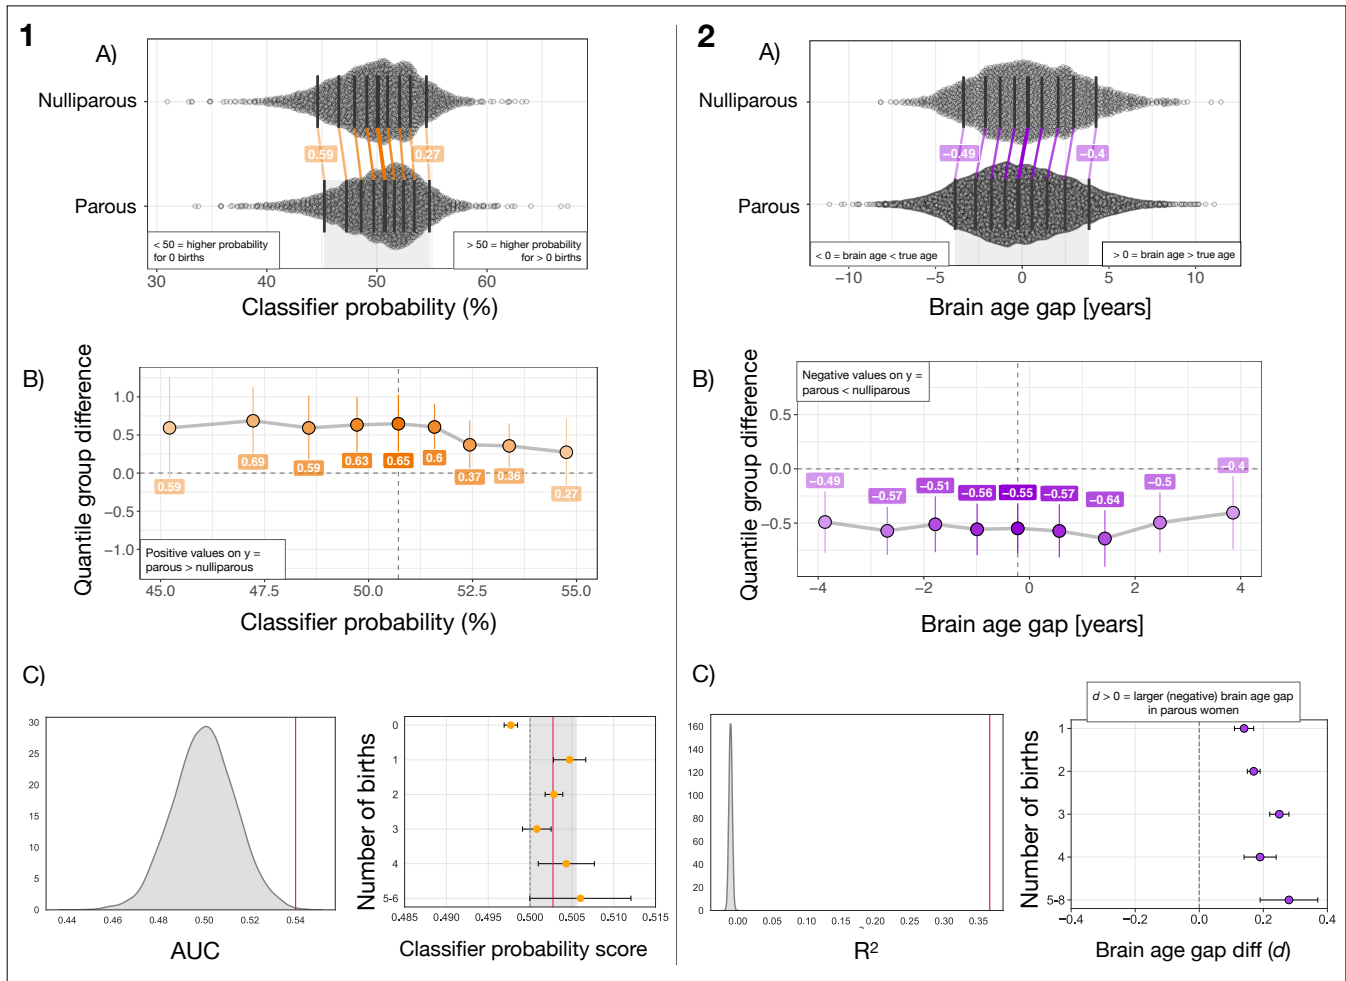 1
A)
Nulliparous
0.59
0.27
Parous
< 50 = higher probability
for 0 births
> 50 = higher probability
for > 0 births
30 40 50 60
Classifier probability (%)
B)
Quantile group difference
1.0
0.5
0.0
−0.5
−1.0
0.59 0.69 0.59 0.63 0.65 0.6 0.37 0.36 0.27
Positive values on y =
parous > nulliparous
45.0 47.5 50.0 52.5 55.0
Classifier probability (%)
C)
30
25
20
15
10
5
0
0.44 0.46 0.48 0.50 0.52 0.54
AUC
Number of births
0
1
2
3
4
5-6
0.485 0.490 0.495 0.500 0.505 0.510 0.515
Classifier probability score
2
A)
Nulliparous
−0.49
−0.4
Parous
< 0 = brain age < true age
> 0 = brain age > true age
−10 −5 0 5 10
Brain age gap [years]
B)
Quantile group difference
Negative values on y =
parous < nulliparous
0.5
0.0
−0.5
−0.49 −0.57 −0.51 −0.56 −0.55 −0.57 −0.64 −0.5 −0.4
−4 −2 0 2 4
Brain age gap [years]
C)
160
140
120
100
80
60
40
20
0
0.00 0.05 0.10 0.15 0.20 0.25 0.30 0.35
R²
d > 0 = larger (negative) brain age gap
in parous women
Number of births
1
2
3
4
5-8
−0.4 −0.2 0.0 0.2 0.4
Brain age gap diff (d)